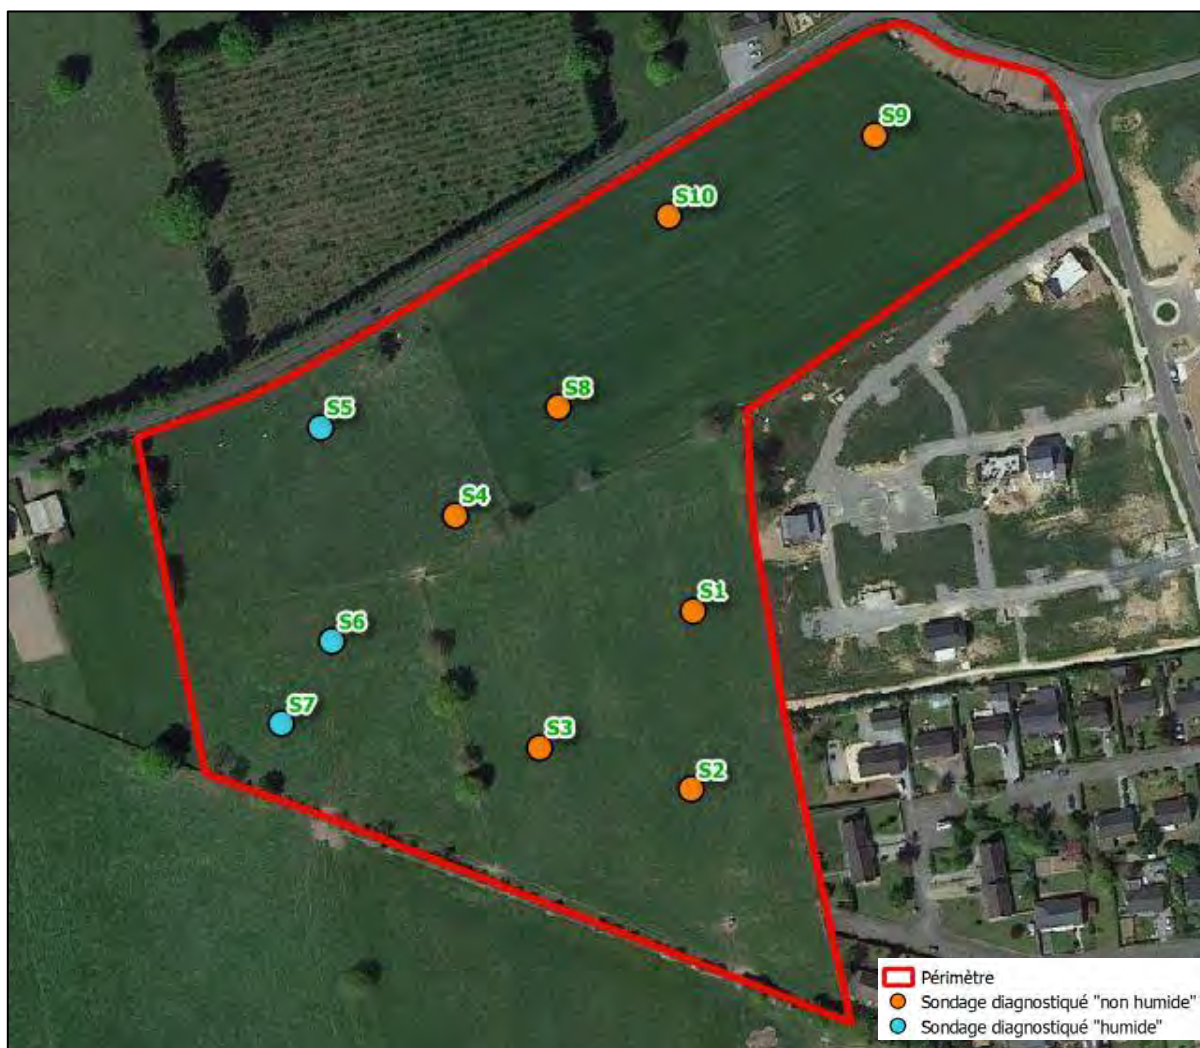 S9
S10
S8
S5
S4
S1
S6
S7
S3
S2
Périmètre
Sondage diagnostiqué "non humide"
Sondage diagnostiqué "humide"